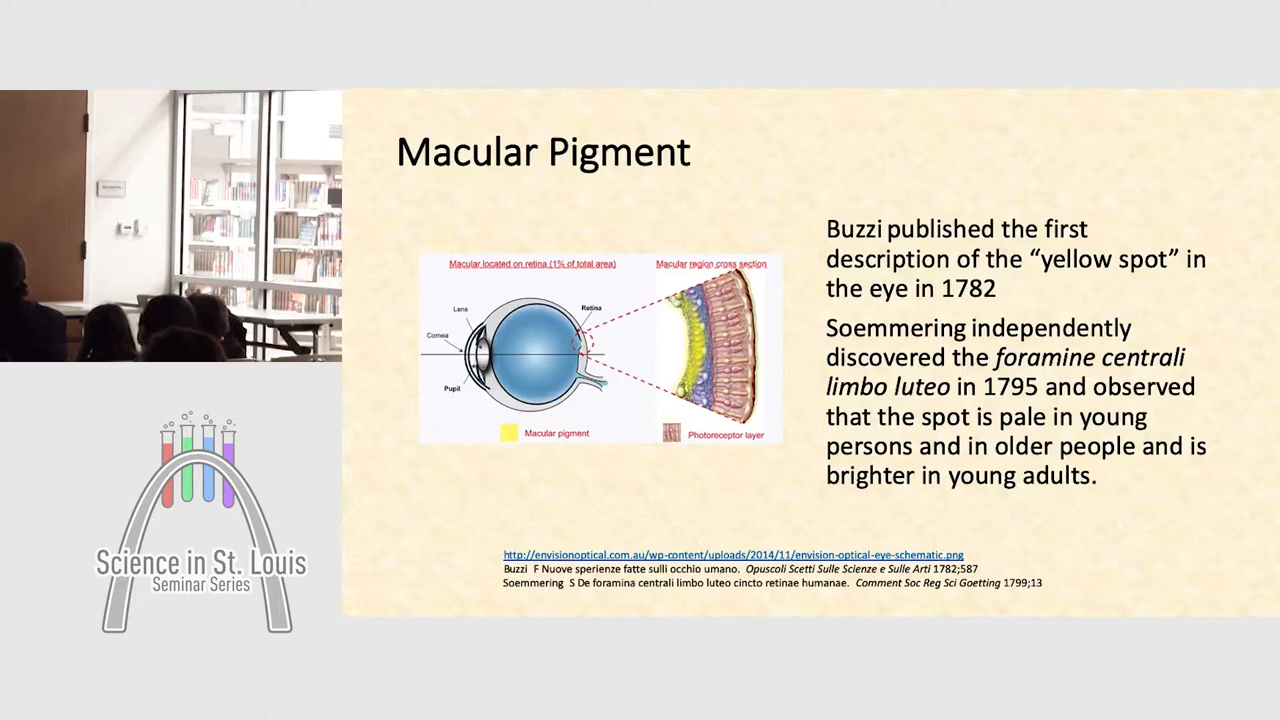 Macular Pigment
Macular located on retina (1% of total area)
Macular region cross section
Lens
Retina
Cornea
Pupil
Macular pigment
Photoreceptor layer
Buzzi published the first
description of the “yellow spot” in
the eye in 1782
Soemmering independently
discovered the foramine centrali
limbo luteo in 1795 and observed
that the spot is pale in young
persons and in older people and is
brighter in young adults.
http://envisionoptical.com.au/wp-content/uploads/2014/11/envision-optical-eye-schematic.png
Buzzi F Nuove sperienze fatte sulli occhio umano. Opuscoli Scetti Sulle Scienze e Sulle Arti 1782;587
Soemmering S De foramina centrali limbo luteo cincto retinae humanae. Comment Soc Reg Sci Goetting 1799;13
Science in St. Louis
Seminar Series